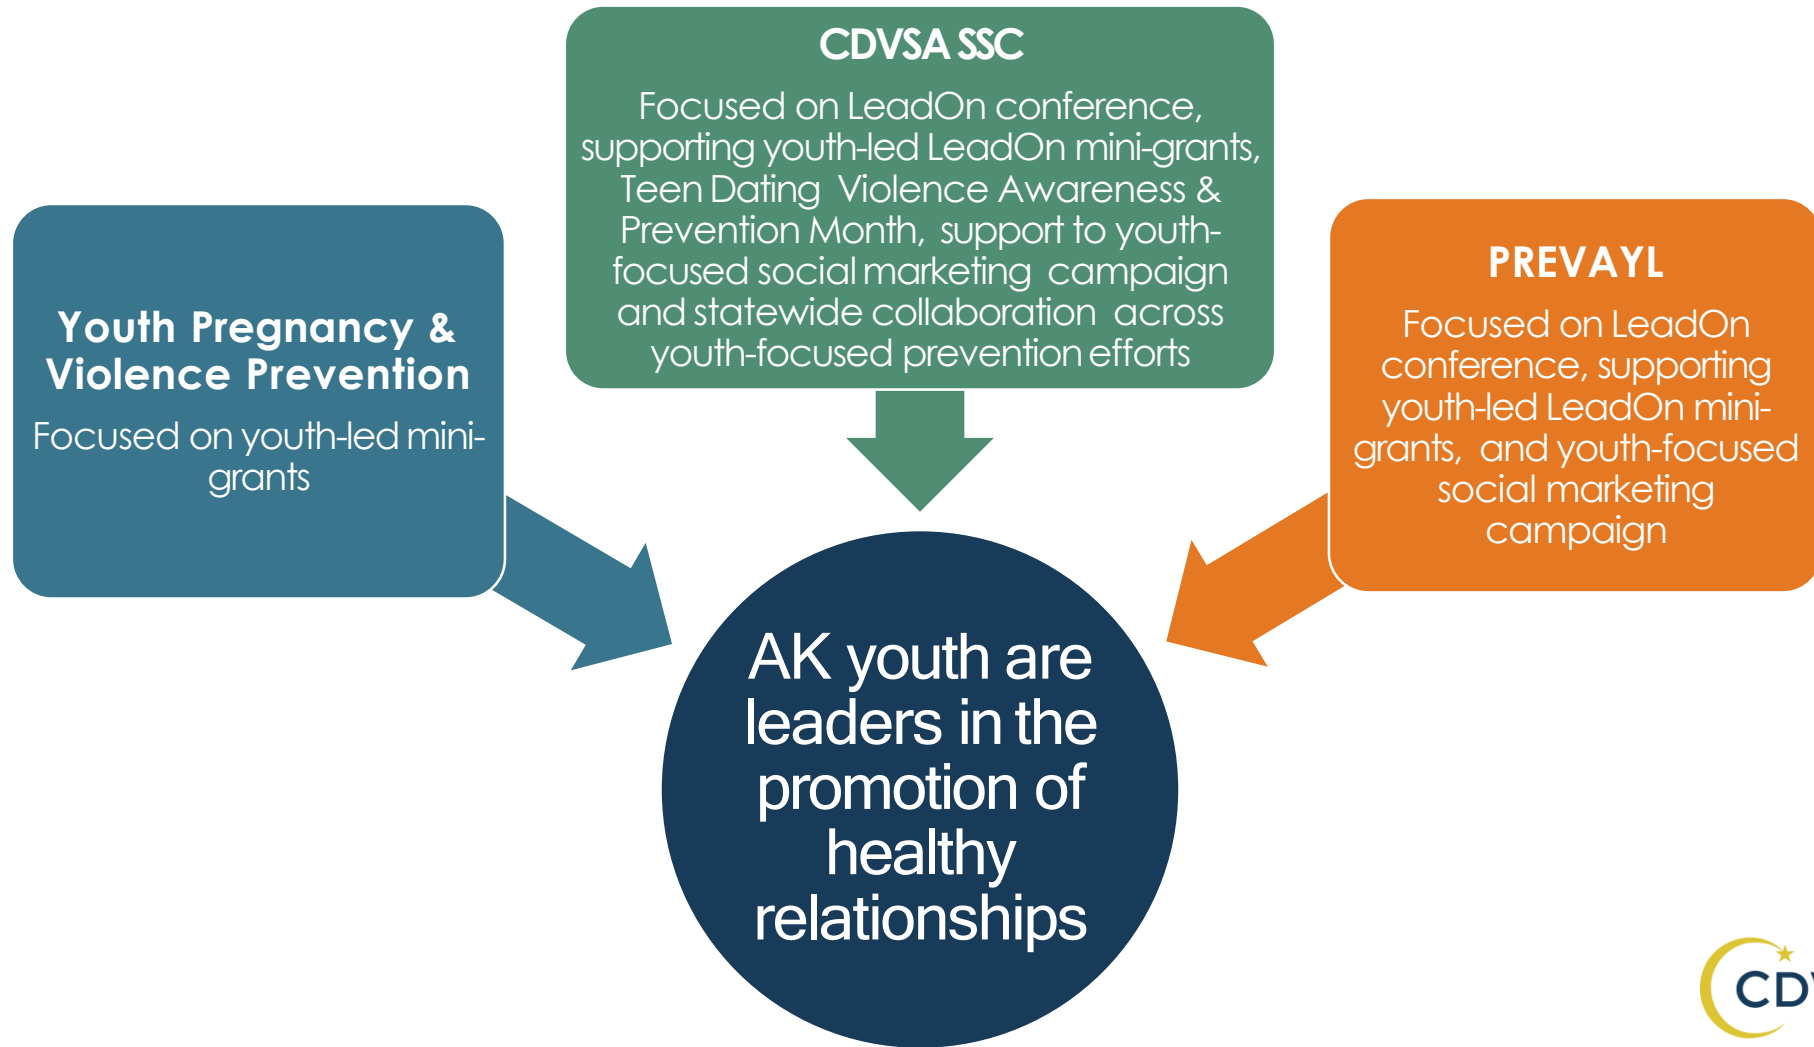 CDVSA SSC
Focused on LeadOn conference,
supporting youth-led LeadOn mini-grants,
Teen Dating Violence Awareness &
Prevention Month, support to youth-
focused social marketing campaign
and statewide collaboration across
youth-focused prevention efforts
Youth Pregnancy &
Violence Prevention
Focused on youth-led mini-
grants
PREVAYL
Focused on LeadOn
conference, supporting
youth-led LeadOn mini-
grants, and youth-focused
social marketing
campaign
AK youth are
leaders in the
promotion of
healthy
relationships